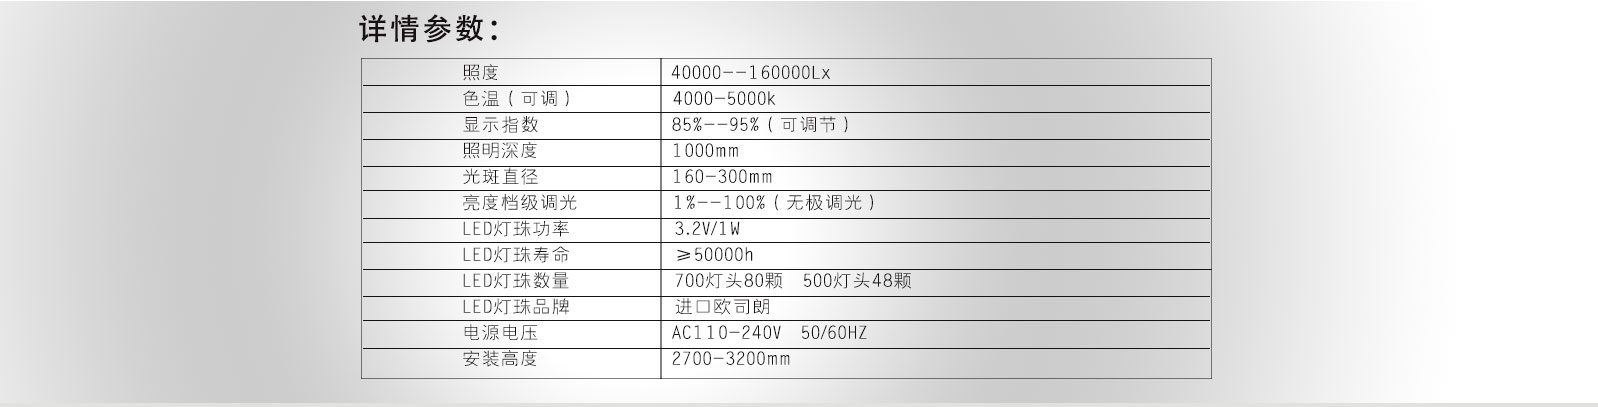 详情参数：
照度 40000--160000Lx
色温（可调） 4000-5000k
显示指数 85%--95%（可调节）
照明深度 1000mm
光斑直径 160-300mm
亮度档级调光 1%--100%（无极调光）
LED灯珠功率 3.2V/1W
LED灯珠寿命 ≥50000h
LED灯珠数量 700灯头80颗 500灯头48颗
LED灯珠品牌 进口欧司朗
电源电压 AC110-240V 50/60HZ
安装高度 2700-3200mm